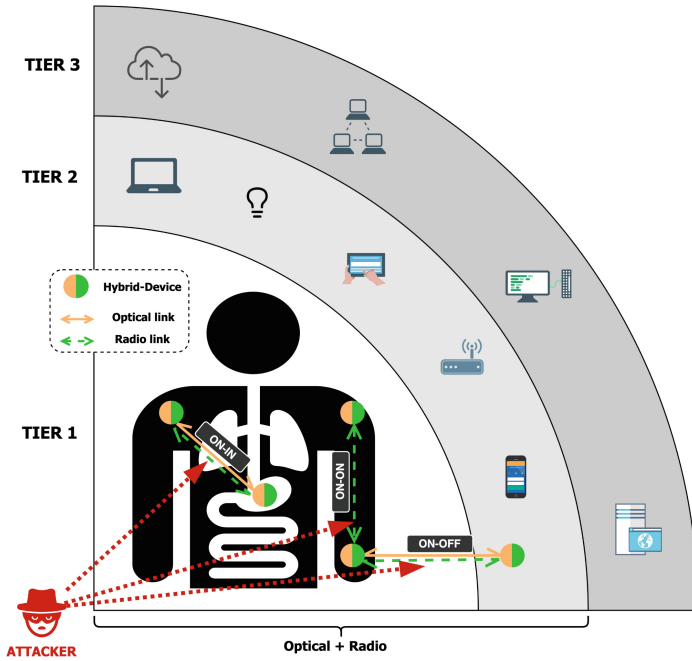 TIER 3
TIER 2
Hybrid-Device
Optical link
Radio link
TIER 1
ON-IN
ON-ON
ON-OFF
ATTACKER
Optical + Radio